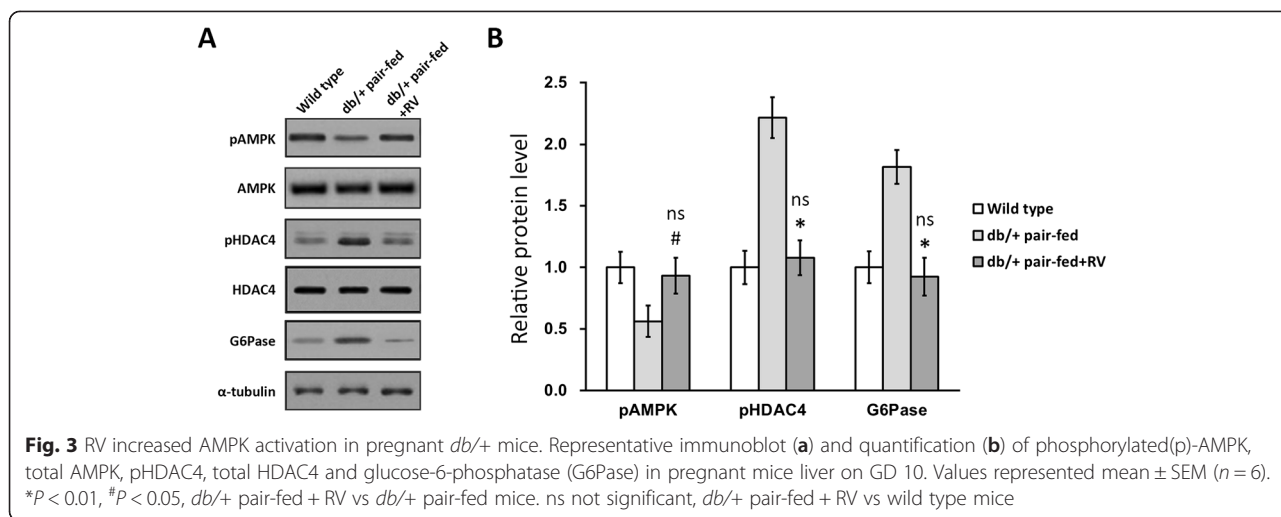 A
Wild type
db/+ pair-fed
db/+ pair-fed
+RV
pAMPK
AMPK
pHDAC4
HDAC4
G6Pase
α-tubulin
B
Relative protein level
2.5
2.0
1.5
1.0
0.5
0.0
ns
#
ns
*
ns
*
pAMPK
pHDAC4
G6Pase
Wild type
db/+ pair-fed
db/+ pair-fed+RV
Fig. 3 RV increased AMPK activation in pregnant db/+ mice. Representative immunoblot (a) and quantification (b) of phosphorylated(p)-AMPK,
total AMPK, pHDAC4, total HDAC4 and glucose-6-phosphatase (G6Pase) in pregnant mice liver on GD 10. Values represented mean ± SEM (n = 6).
*P < 0.01, #P < 0.05, db/+ pair-fed + RV vs db/+ pair-fed mice. ns not significant, db/+ pair-fed + RV vs wild type mice